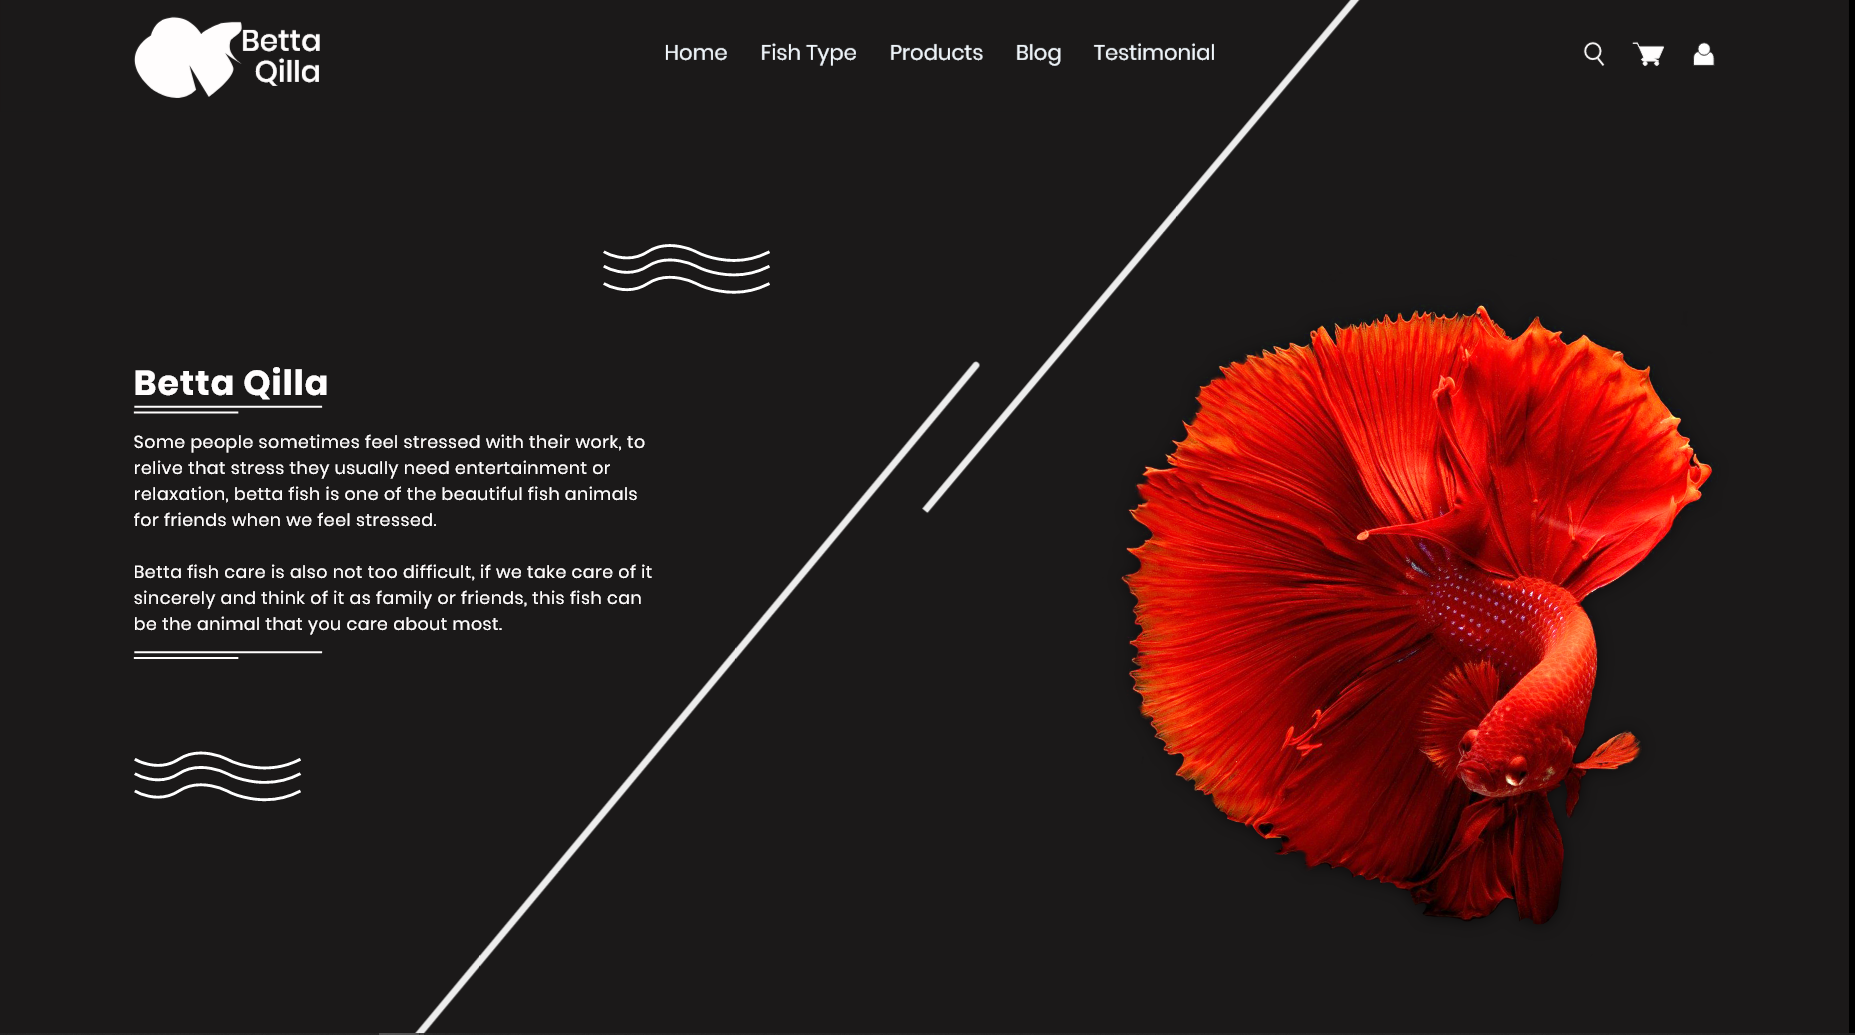 Betta
Qilla
Home Fish Type Products Blog Testimonial
Betta Qilla
Some people sometimes feel stressed with their work, to
relive that stress they usually need entertainment or
relaxation, betta fish is one of the beautiful fish animals
for friends when we feel stressed.
Betta fish care is also not too difficult, if we take care of it
sincerely and think of it as family or friends, this fish can
be the animal that you care about most.